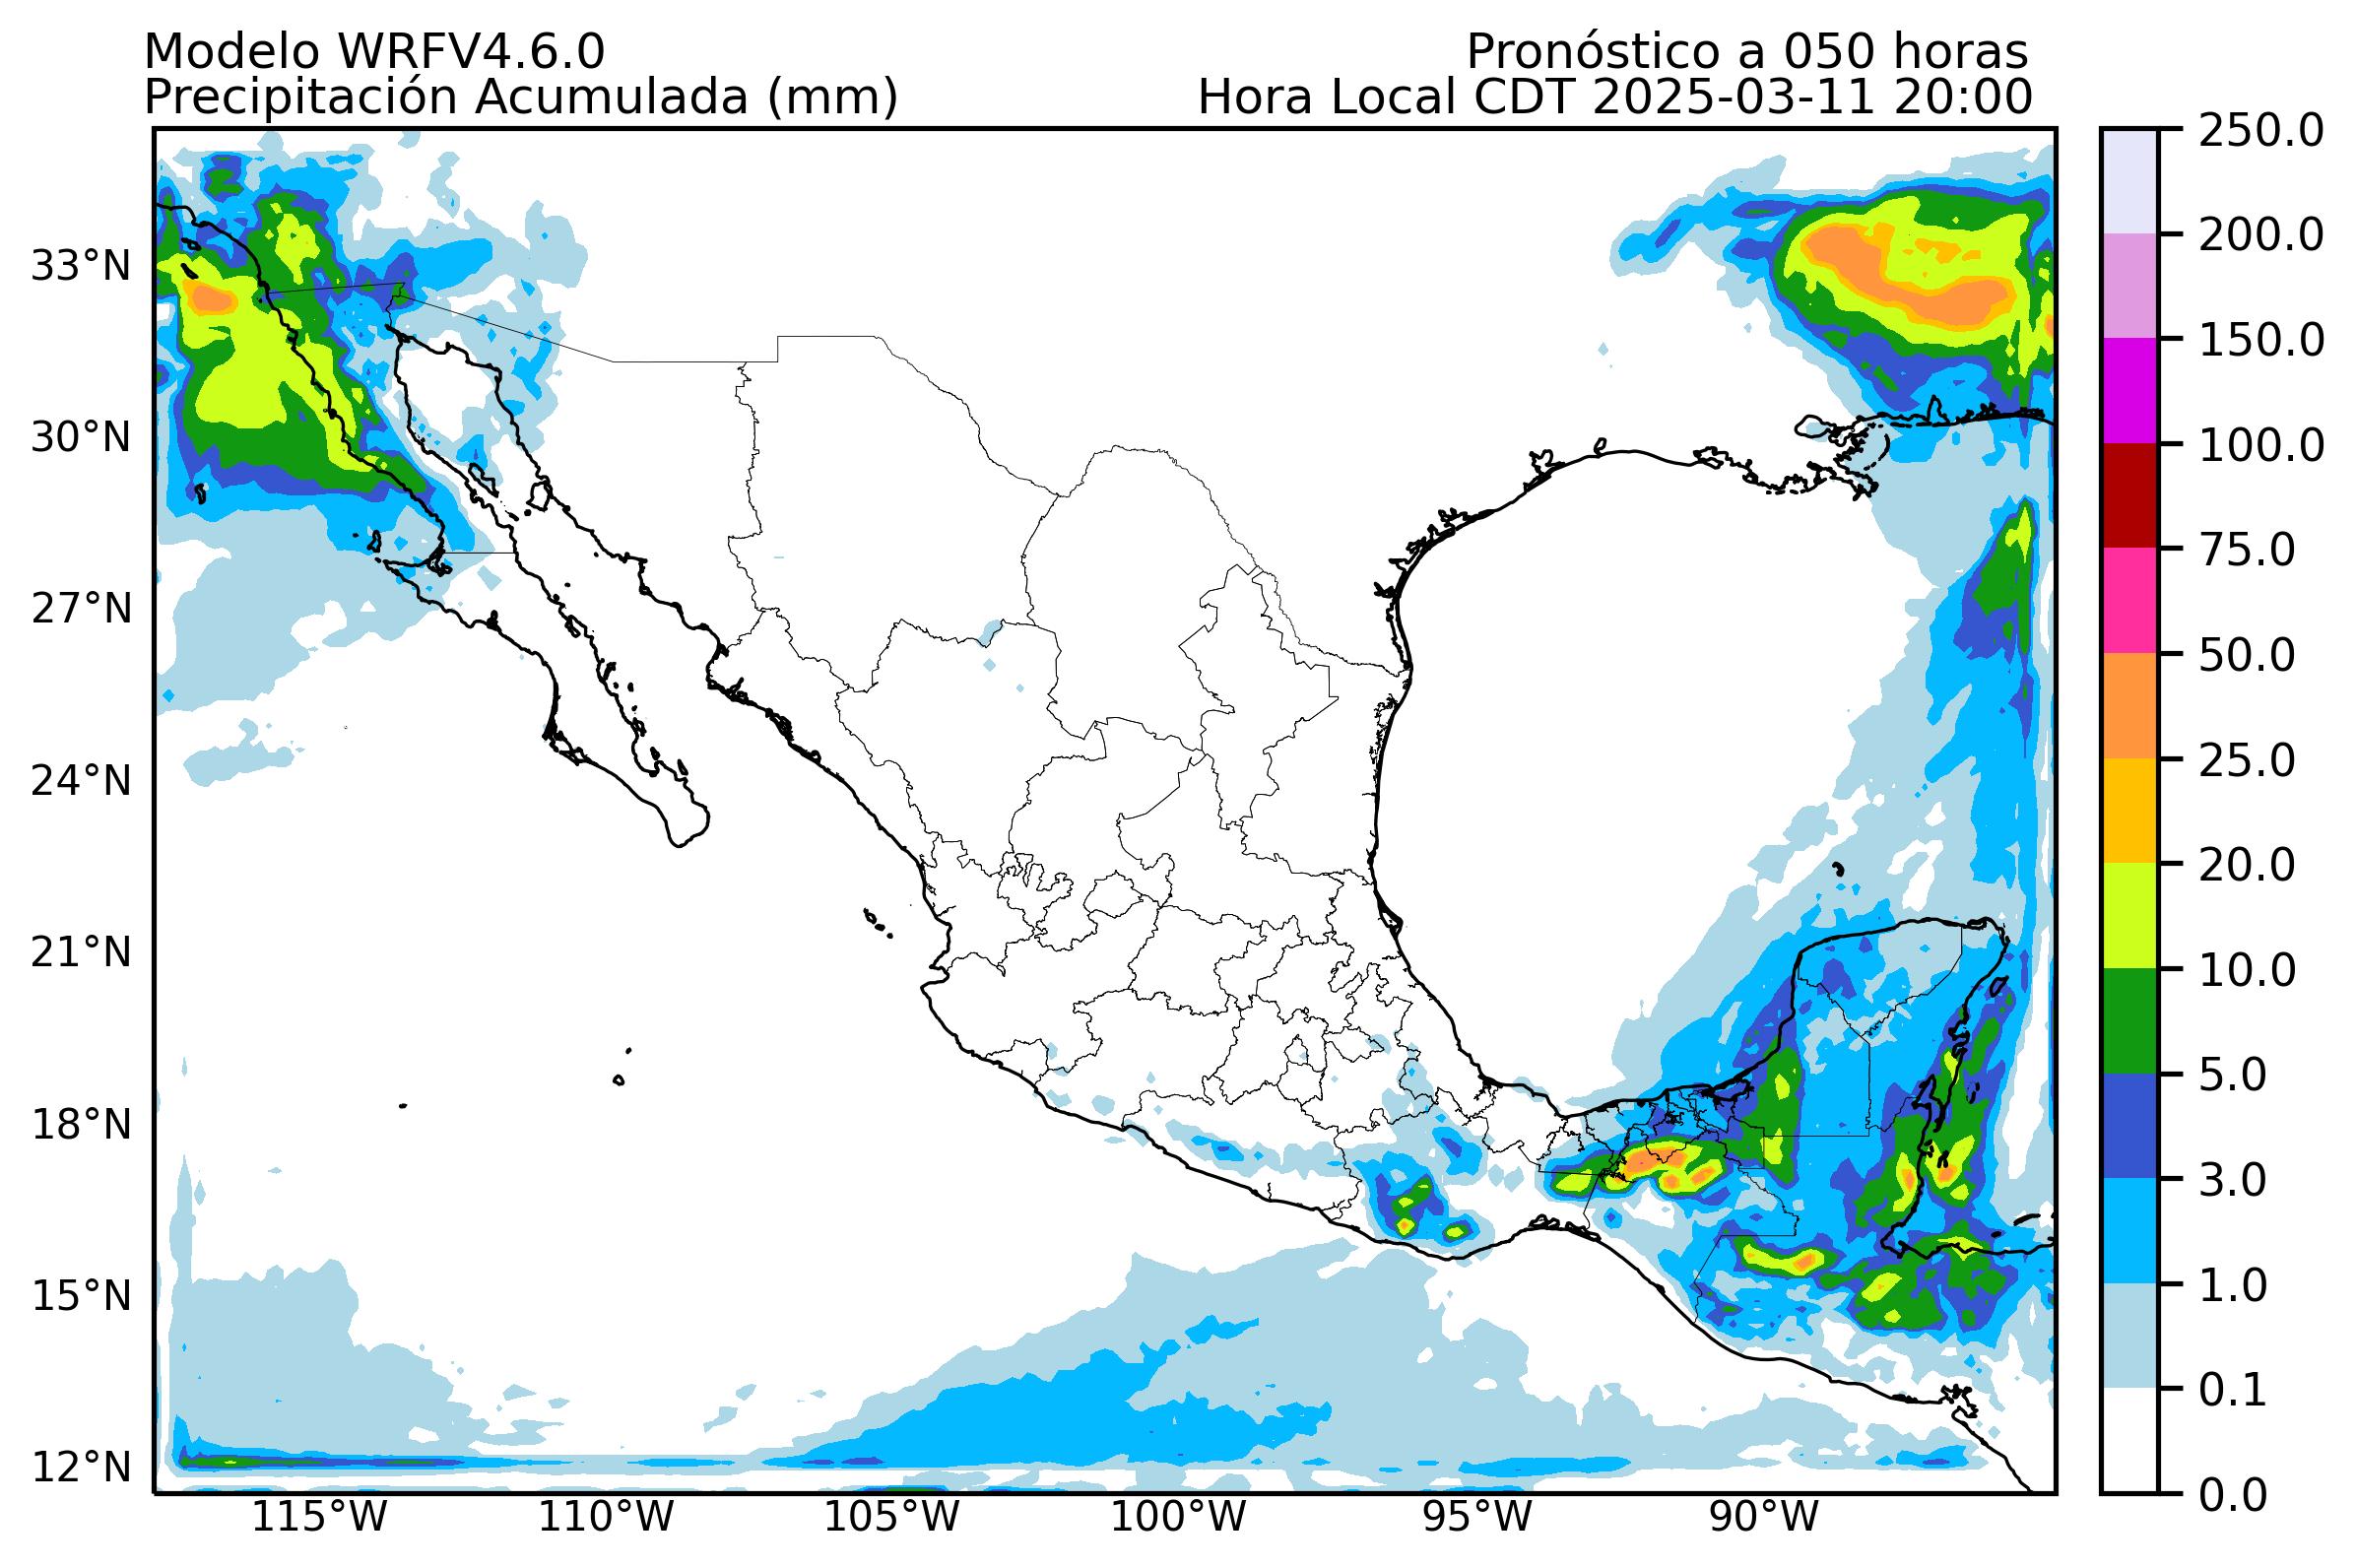 Modelo WRFV4.6.0
Pronóstico a 050 horas
Precipitación Acumulada (mm)
Hora Local CDT 2025-03-11 20:00
33°N
30°N
27°N
24°N
21°N
18°N
15°N
12°N
115°W
110°W
105°W
100°W
95°W
90°W
250.0
200.0
150.0
100.0
75.0
50.0
25.0
20.0
10.0
5.0
3.0
1.0
0.1
0.0